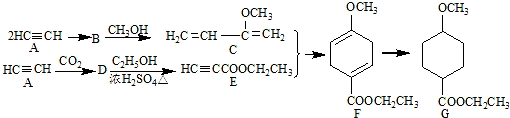 OCH₃ OCH₃
2HC≡CH → B CH₃OH→ H₂C=CH—C=CH₂ OCH₃
A C
HC≡CH CO₂→ D C₂H₅OH→ HC≡CCOOCH₂CH₃
A 浓H₂SO₄△ E
COOCH₂CH₃ COOCH₂CH₃
F G